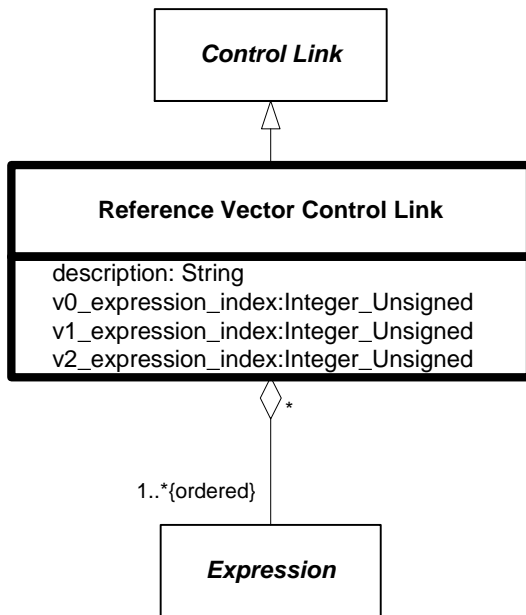 Control Link
Reference Vector Control Link
description: String
v0_expression_index:Integer_Unsigned
v1_expression_index:Integer_Unsigned
v2_expression_index:Integer_Unsigned
*
1..*{ordered}
Expression